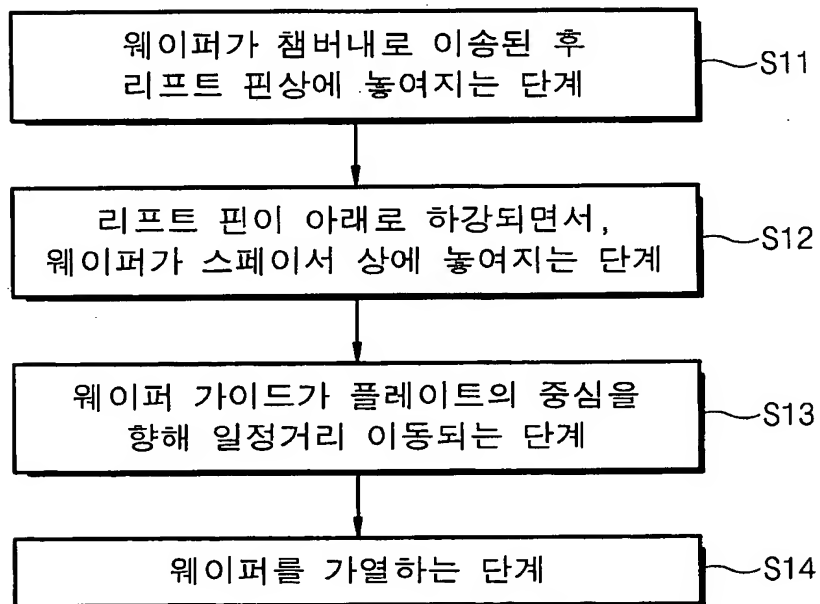 웨이퍼가 챔버내로 이송된 후
리프트 핀상에 놓여지는 단계
S11
리프트 핀이 아래로 하강되면서,
웨이퍼가 스페이서 상에 놓여지는 단계
S12
웨이퍼 가이드가 플레이트의 중심을
향해 일정거리 이동되는 단계
S13
웨이퍼를 가열하는 단계
S14